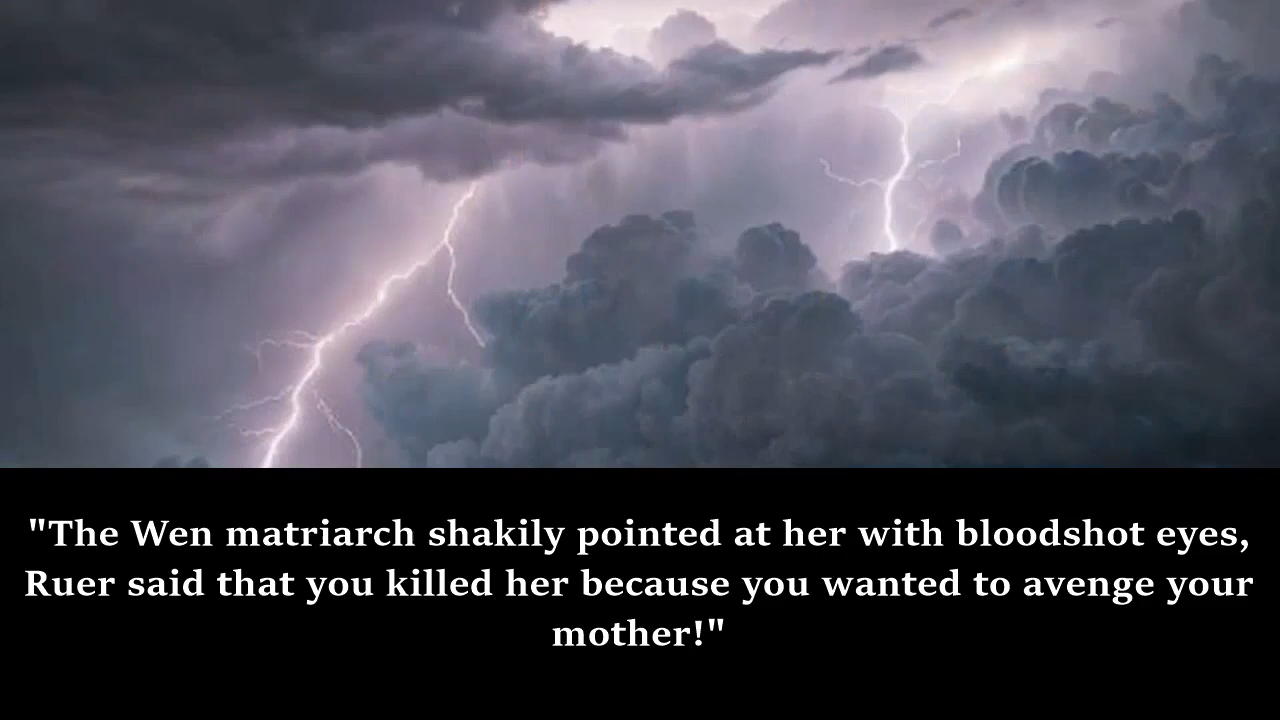 "The Wen matriarch shakily pointed at her with bloodshot eyes,
Ruer said that you killed her because you wanted to avenge your
mother!"